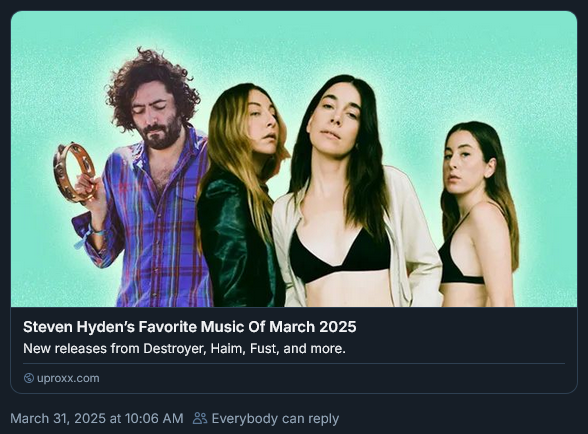 Steven Hyden's Favorite Music Of March 2025
New releases from Destroyer, Haim, Fust, and more.
uproxx.com
March 31, 2025 at 10:06 AM Everybody can reply